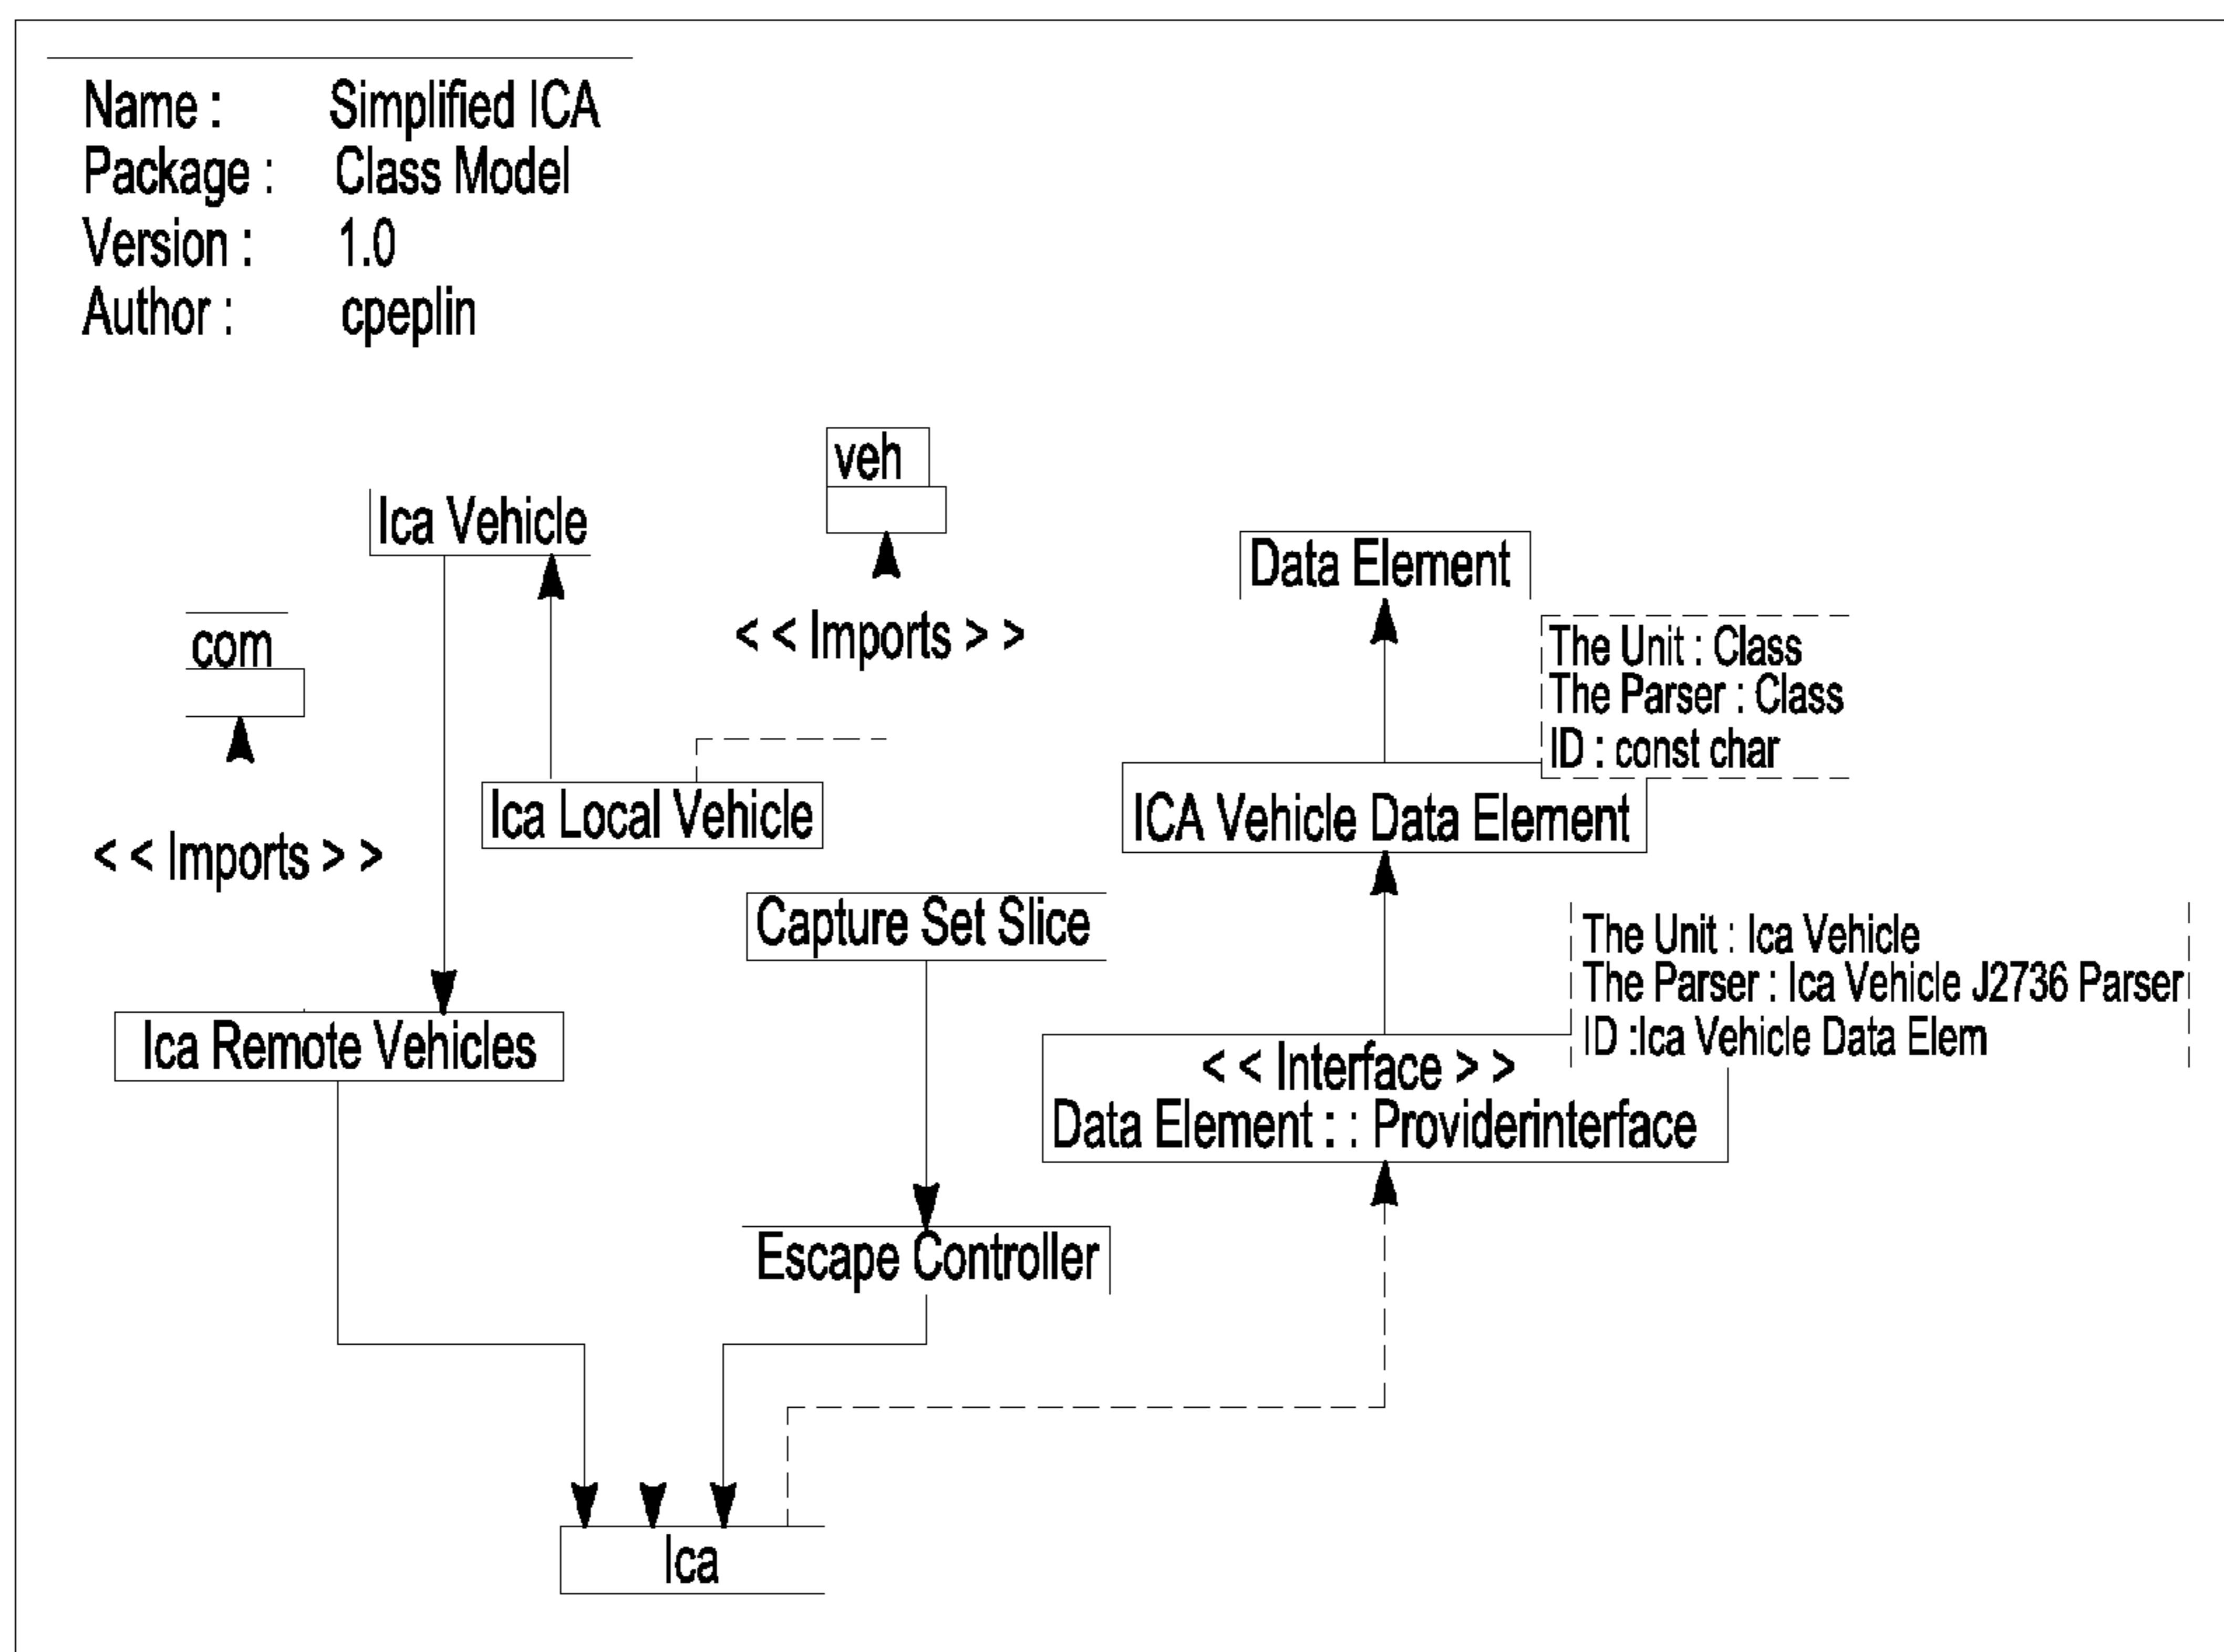 Name : Simplified ICA
Package : Class Model
Version : 1.0
Author : cpeplin
veh
Ica Vehicle
Data Element
< < Imports > >
com
The Unit : Class
The Parser : Class
ID : const char
Ica Local Vehicle
ICA Vehicle Data Element
< < Imports > >
Capture Set Slice
The Unit : Ica Vehicle
The Parser : Ica Vehicle J2736 Parser
ID :Ica Vehicle Data Elem
Ica Remote Vehicles
< < Interface > >
Data Element : : Providerinterface
Escape Controller
Ica